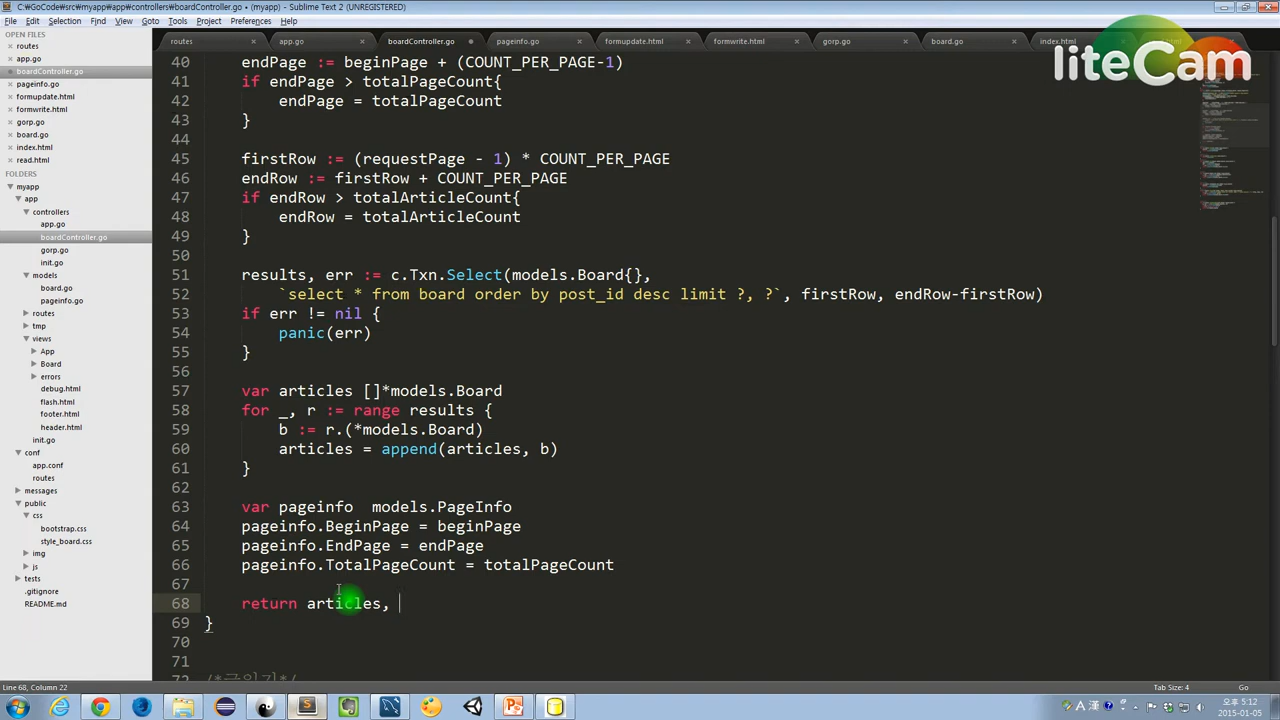 C:\GoCode\src\myapp\app\controllers\boardController.go • (myapp) - Sublime Text 2 (UNREGISTERED)
File Edit Selection Find View Goto Tools Project Preferences Help
OPEN FILES
routes
app.go
boardController.go
pageinfo.go
formupdate.html
formwrite.html
gorp.go
board.go
index.html
read.html
FOLDERS
myapp
app
controllers
app.go
boardController.go
gorp.go
init.go
models
board.go
pageinfo.go
routes
tmp
views
App
Board
errors
debug.html
flash.html
footer.html
header.html
init.go
conf
app.conf
routes
messages
public
css
bootstrap.css
style_board.css
img
js
tests
.gitignore
README.md
routes app.go boardController.go pageinfo.go formupdate.html formwrite.html gorp.go board.go index.html
liteCam
40 endPage := beginPage + (COUNT_PER_PAGE-1)
41 if endPage > totalPageCount{
42 endPage = totalPageCount
43 }
44
45 firstRow := (requestPage - 1) * COUNT_PER_PAGE
46 endRow := firstRow + COUNT_PER_PAGE
47 if endRow > totalArticleCount{
48 endRow = totalArticleCount
49 }
50
51 results, err := c.Txn.Select(models.Board{},
52 `select * from board order by post_id desc limit ?, ?`, firstRow, endRow-firstRow)
53 if err != nil {
54 panic(err)
55 }
56
57 var articles []*models.Board
58 for _, r := range results {
59 b := r.(*models.Board)
60 articles = append(articles, b)
61 }
62
63 var pageinfo  models.PageInfo
64 pageinfo.BeginPage = beginPage
65 pageinfo.EndPage = endPage
66 pageinfo.TotalPageCount = totalPageCount
67
68 return articles,
69 }
70
71
72 /*글읽기*/
Line 68, Column 22 Tab Size: 4 Go
오후 5:12
2015-01-05